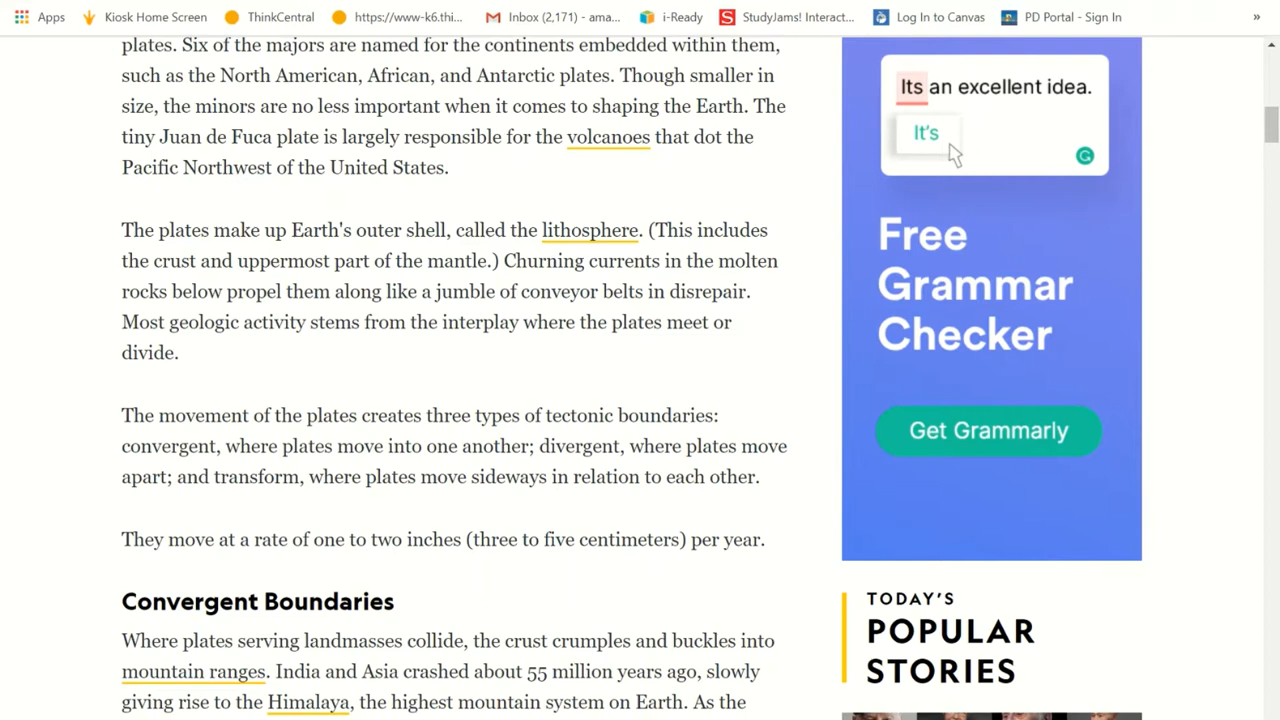 Apps Kiosk Home Screen ThinkCentral https://www-k6.thi... Inbox (2,171) - ama... i-Ready StudyJams! Interact... Log In to Canvas PD Portal - Sign In »
plates. Six of the majors are named for the continents embedded within them,
such as the North American, African, and Antarctic plates. Though smaller in
size, the minors are no less important when it comes to shaping the Earth. The
tiny Juan de Fuca plate is largely responsible for the volcanoes that dot the
Pacific Northwest of the United States.
The plates make up Earth's outer shell, called the lithosphere. (This includes
the crust and uppermost part of the mantle.) Churning currents in the molten
rocks below propel them along like a jumble of conveyor belts in disrepair.
Most geologic activity stems from the interplay where the plates meet or
divide.
The movement of the plates creates three types of tectonic boundaries:
convergent, where plates move into one another; divergent, where plates move
apart; and transform, where plates move sideways in relation to each other.
They move at a rate of one to two inches (three to five centimeters) per year.
Convergent Boundaries
Where plates serving landmasses collide, the crust crumples and buckles into
mountain ranges. India and Asia crashed about 55 million years ago, slowly
giving rise to the Himalaya, the highest mountain system on Earth. As the
Its an excellent idea.
It's
G
Free
Grammar
Checker
Get Grammarly
TODAY'S
POPULAR
STORIES